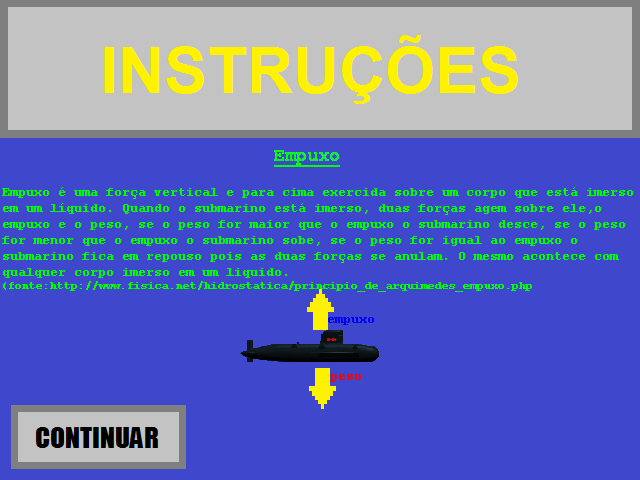 INSTRUÇÕES
Empuxo
Empuxo é uma força vertical e para cima exercida sobre um corpo que está imerso
em um líquido. Quando o submarino está imerso, duas forças agem sobre ele,o
empuxo e o peso, se o peso for maior que o empuxo o submarino desce, se o peso
for menor que o empuxo o submarino sobe, se o peso for igual ao empuxo o
submarino fica em repouso pois as duas forças se anulam. O mesmo acontece com
qualquer corpo imerso em um líquido.
(fonte:http://www.fisica.net/hidrostatica/principio_de_arquimedes_empuxo.php
empuxo
peso
CONTINUAR